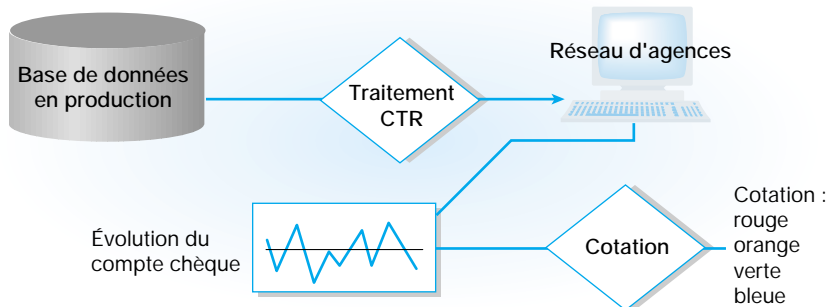 Base de données
en production
Traitement
CTR
Réseau d'agences
Évolution du
compte chèque
Cotation
Cotation :
rouge
orange
verte
bleue